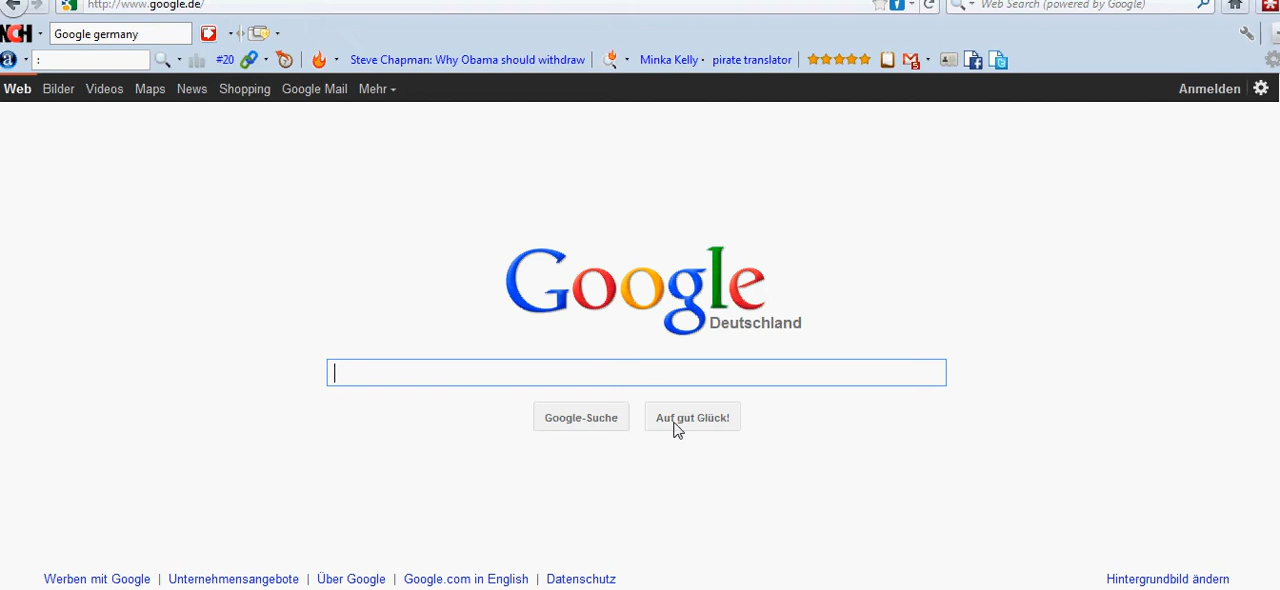 http://www.google.de/ Web Search (powered by Google)
NCH Google germany
a : #20 Steve Chapman: Why Obama should withdraw Minka Kelly · pirate translator
Web Bilder Videos Maps News Shopping Google Mail Mehr Anmelden
Google
Deutschland
Google-Suche Auf gut Glück!
Werben mit Google | Unternehmensangebote | Über Google | Google.com in English | Datenschutz Hintergrundbild ändern